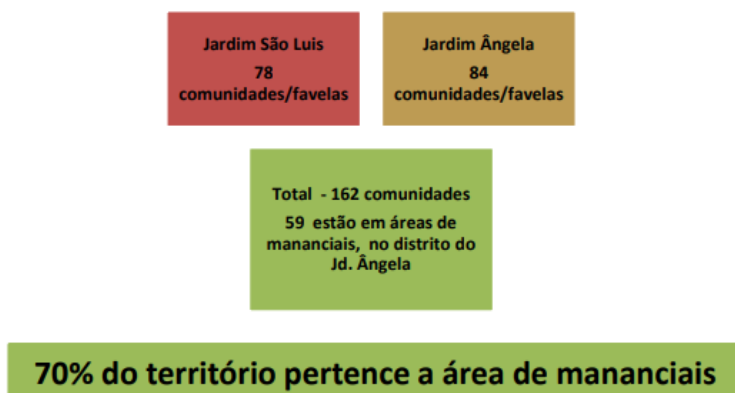 Jardim São Luis
78
comunidades/favelas
Jardim Ângela
84
comunidades/favelas
Total - 162 comunidades
59 estão em áreas de
mananciais, no distrito do
Jd. Ângela
70% do território pertence a área de mananciais